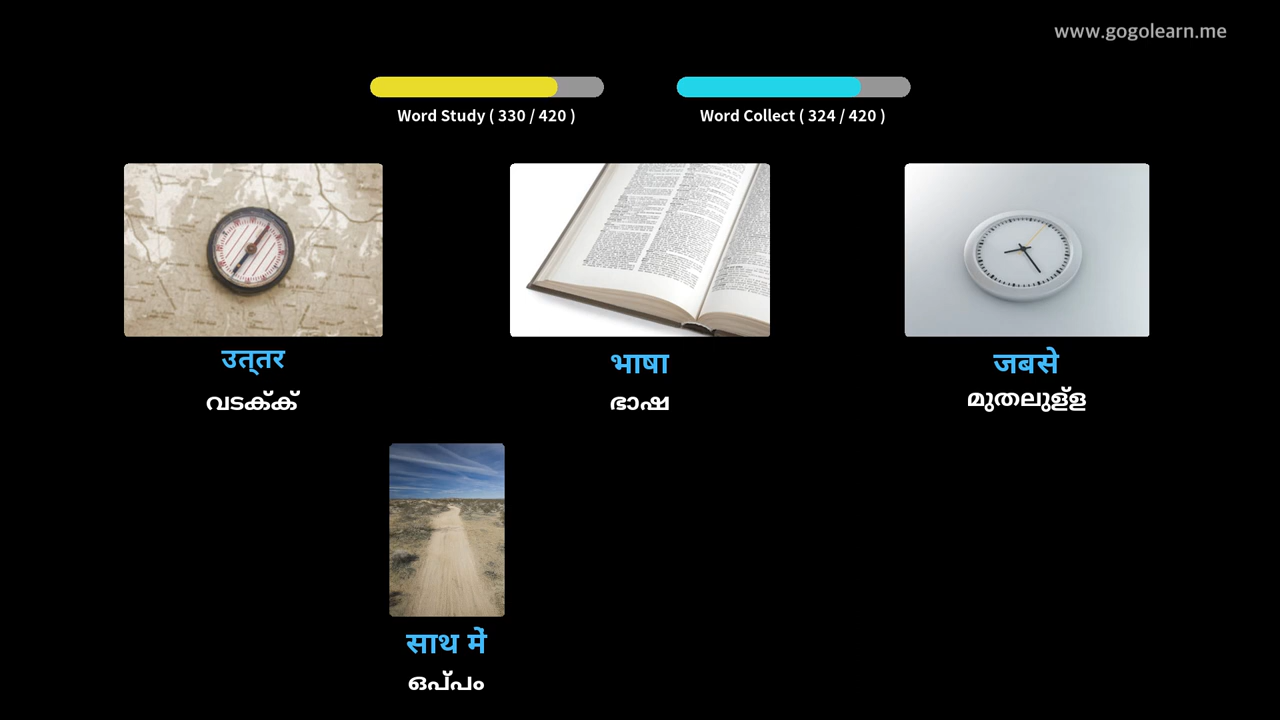 www.gogolearn.me
Word Study ( 330 / 420 )
Word Collect ( 324 / 420 )
उत्‌तर
भाषा
जबसे
വടക്‌ക്
ഭാഷ
മുതലുള്‌ള
साथ में
ഒപ്‌പം